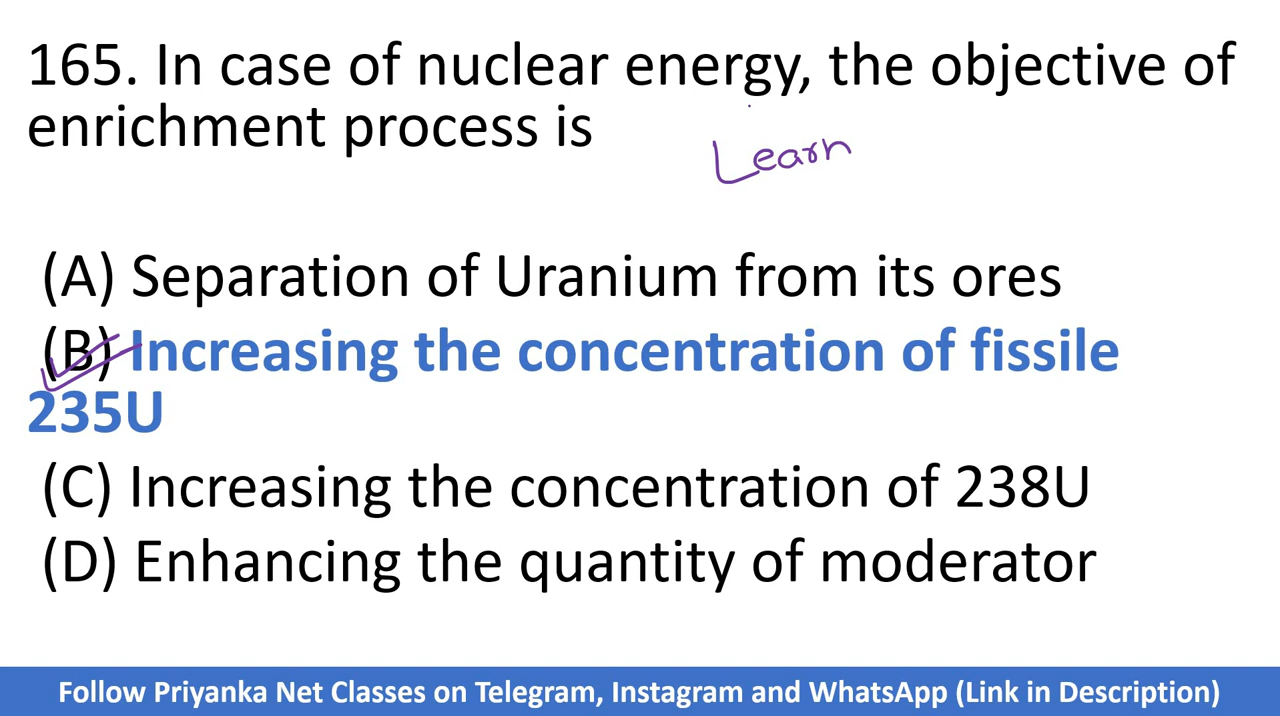 165. In case of nuclear energy, the objective of
enrichment process is
Learn
(A) Separation of Uranium from its ores
(B) Increasing the concentration of fissile
235U
(C) Increasing the concentration of 238U
(D) Enhancing the quantity of moderator
Follow Priyanka Net Classes on Telegram, Instagram and WhatsApp (Link in Description)